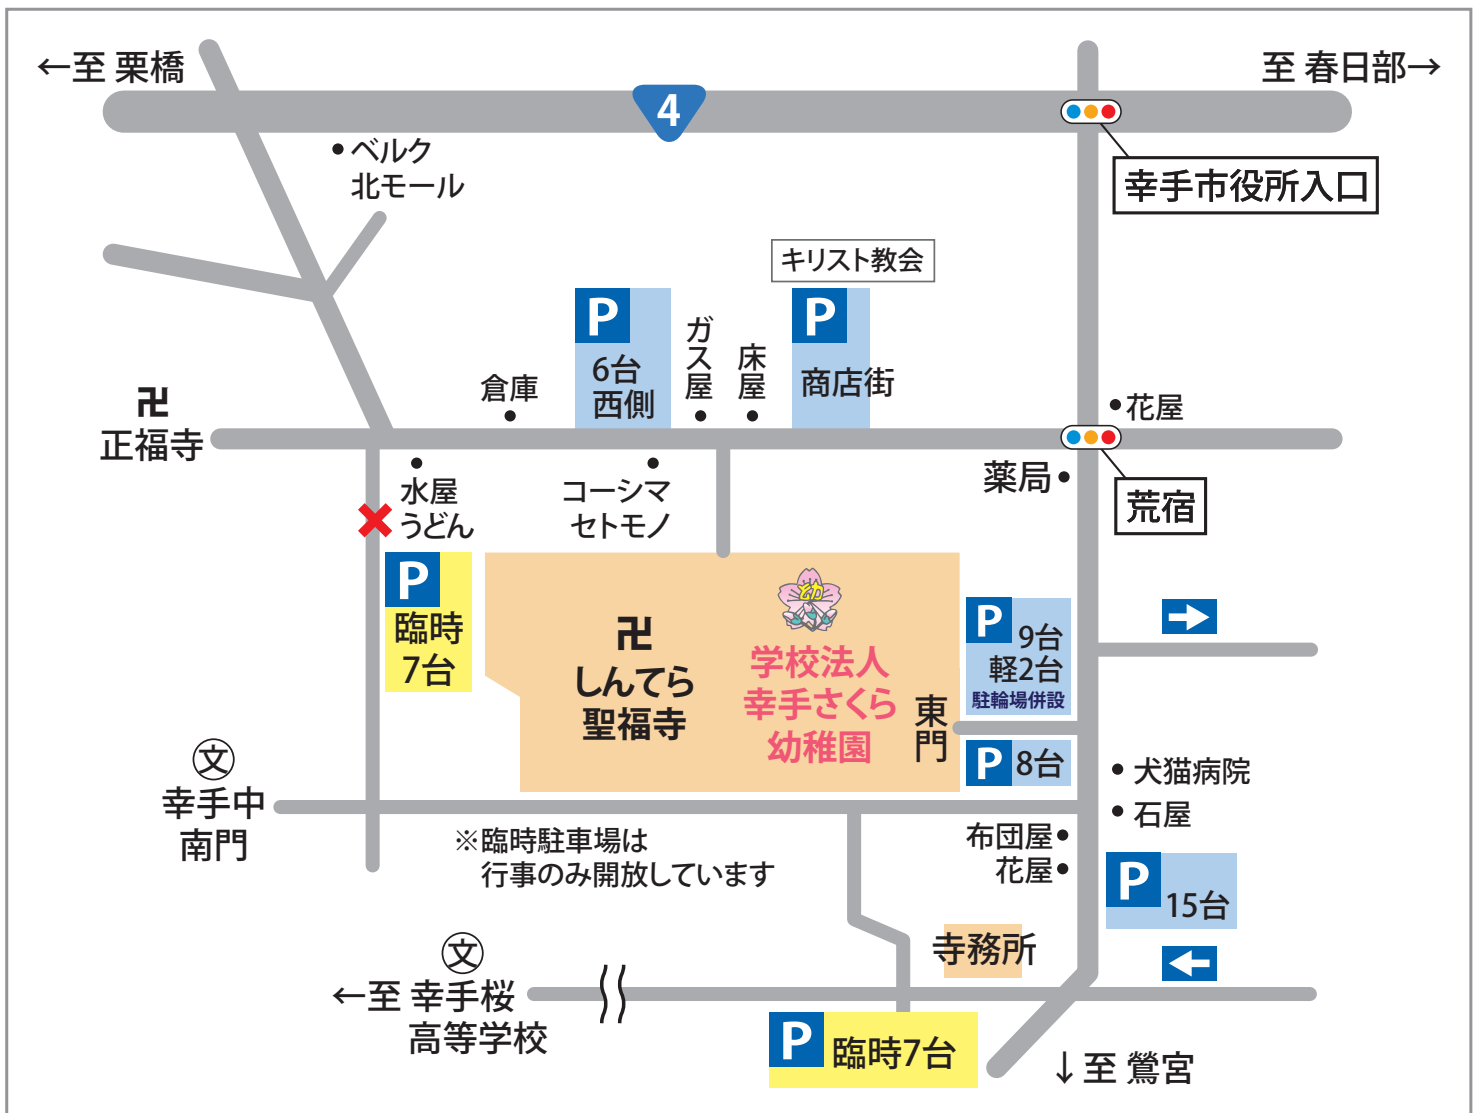 ←至 栗橋
至 春日部→
4
ベルク
北モール
幸手市役所入口
キリスト教会
P
6台
西側
ガス屋
床屋
P
商店街
倉庫
卍
正福寺
花屋
水屋
うどん
コーシマ
セトモノ
薬局
荒宿
P
臨時
7台
卍
しんてら
聖福寺
幼
学校法人
幸手さくら
幼稚園
東門
P
9台
軽2台
駐輪場併設
P
8台
文
幸手中
南門
犬猫病院
石屋
※臨時駐車場は
行事のみ開放しています
布団屋
花屋
P
15台
寺務所
文
←至 幸手桜
高等学校
P
臨時7台
↓至 鶯宮